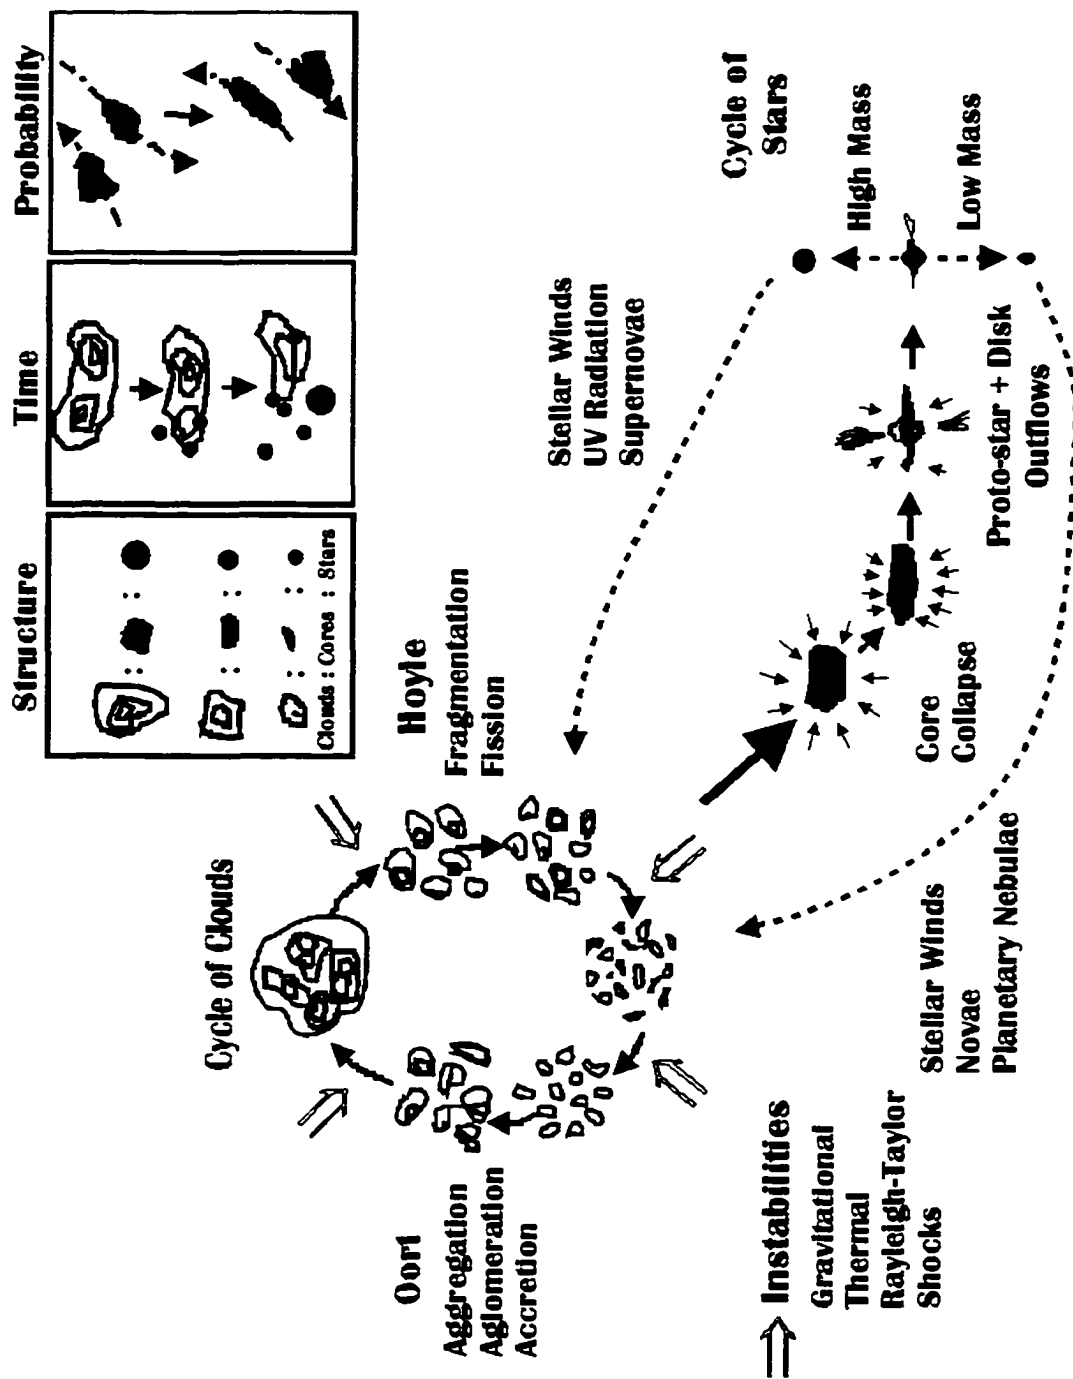 Structure
Time
Probability
Clouds : Cores : Stars
Cycle of Clouds
Oort
Aggregation
Aglomeration
Accretion
Hoyle
Fragmentation
Fission
Stellar Winds
UV Radiation
Supernovae
Cycle of
Stars
High Mass
Low Mass
Instabilities
Gravitational
Thermal
Rayleigh-Taylor
Shocks
Stellar Winds
Novae
Planetary Nebulae
Core
Collapse
Proto-star + Disk
Outflows